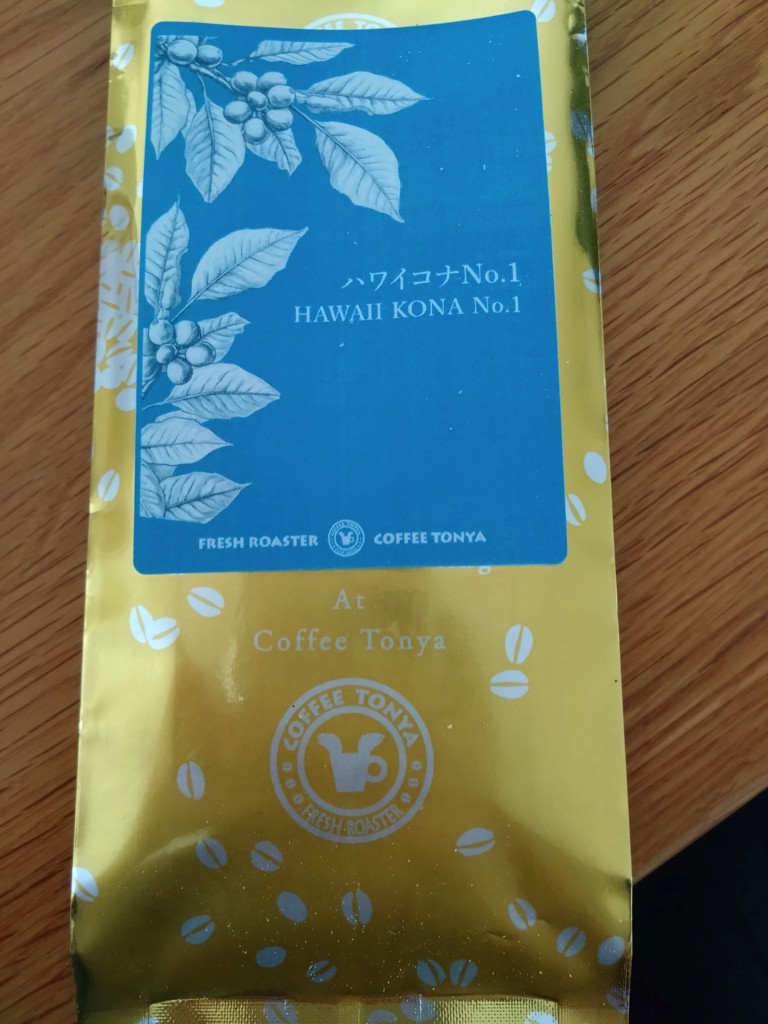 ハワイコナNo.1
HAWAII KONA No.1
FRESH ROASTER COFFEE TONYA
At
Coffee Tonya
COFFEE TONYA
FRESH-ROASTER